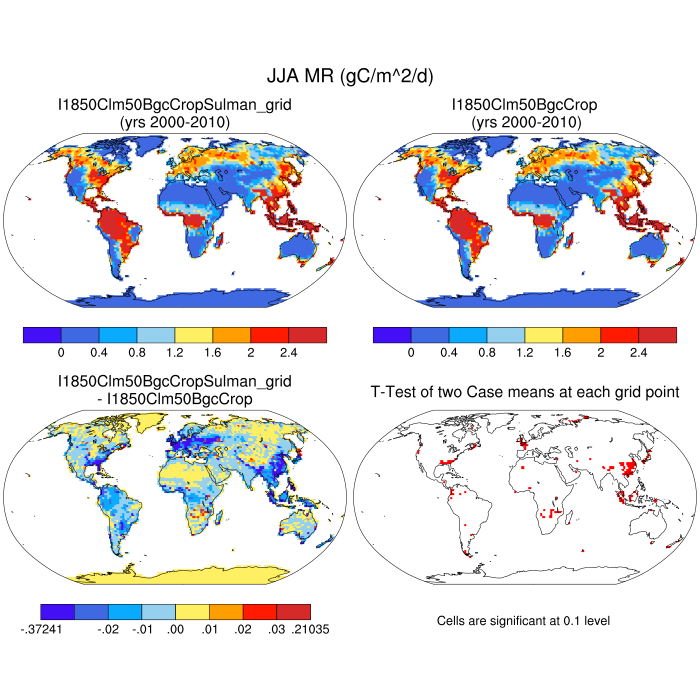 JJA MR (gC/m^2/d)
I1850Clm50BgcCropSulman_grid
(yrs 2000-2010)
I1850Clm50BgcCrop
(yrs 2000-2010)
0 0.4 0.8 1.2 1.6 2 2.4
0 0.4 0.8 1.2 1.6 2 2.4
I1850Clm50BgcCropSulman_grid
- I1850Clm50BgcCrop
T-Test of two Case means at each grid point
-.37241 -.02 -.01 .00 .01 .02 .03 .21035
Cells are significant at 0.1 level